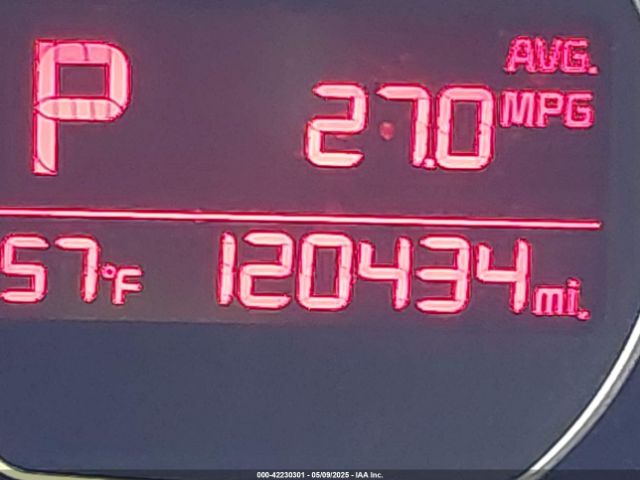 P
AVG.
27.0 MPG
57°F 120434 mi.
000-42230301 - 05/09/2025 - IAA Inc.